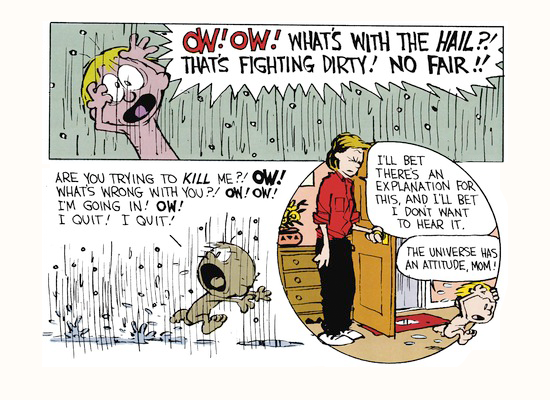 OW! OW! WHAT'S WITH THE HAIL?!
THAT'S FIGHTING DIRTY! NO FAIR!!
ARE YOU TRYING TO KILL ME?! OW!
WHAT'S WRONG WITH YOU?! OW! OW!
I'M GOING IN! OW!
I QUIT! I QUIT!
I'LL BET
THERE'S AN
EXPLANATION FOR
THIS, AND I'LL BET
I DON'T WANT
TO HEAR IT.
THE UNIVERSE HAS
AN ATTITUDE, MOM!